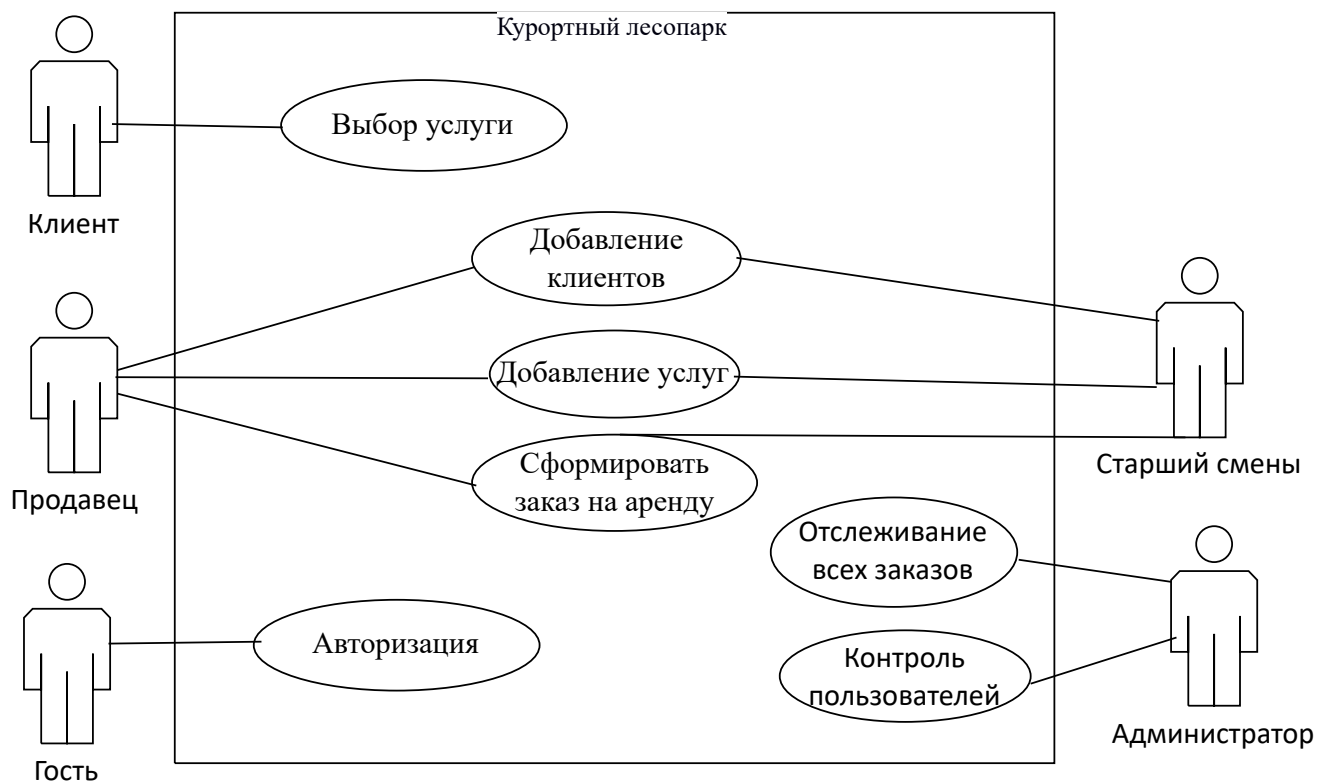 Курортный лесопарк
Выбор услуги
Клиент
Добавление
клиентов
Добавление услуг
Сформировать
заказ на аренду
Продавец
Старший смены
Отслеживание
всех заказов
Авторизация
Контроль
пользователей
Администратор
Гость